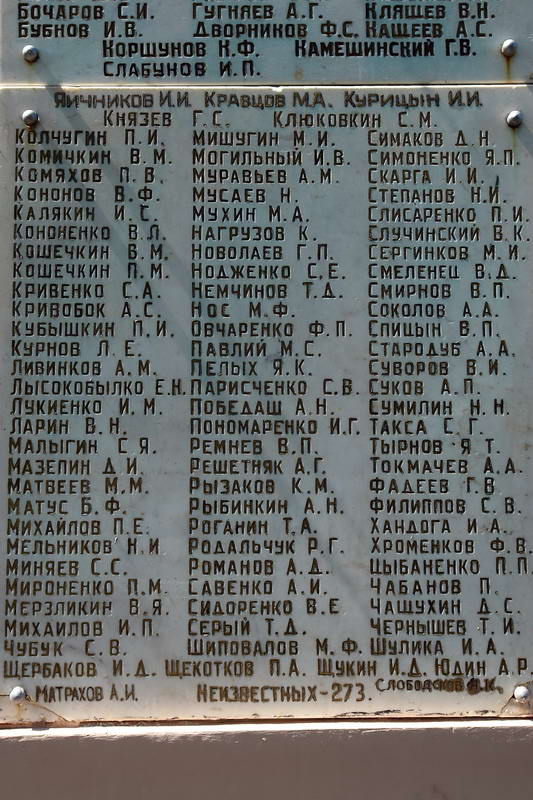 Бочаров С.И. Гугняев А.Г. Клящев В.Н.
Бубнов И.В. Дворников Ф.С. Кащеев А.С.
Коршунов К.Ф. Камешинский Г.В.
Слабунов И.П.
Яичников И.И. Кравцов М.А. Курицын И.И.
Князев Г.С. Клюковкин С.М.
Колчугин П.И. Мишугин М.И. Симаков Д.Н.
Комичкин В.М. Могильный И.В. Симоненко Я.П.
Комяхов П.В. Муравьев А.М. Скарга И.И.
Кононов В.Ф. Мусаев Н. Степанов Н.И.
Калякин И.С. Мухин М.А. Слисаренко П.И.
Кононенко В.Л. Нагрузов К. Случинский В.К.
Кошечкин В.М. Новолаев Г.П. Сергинков М.И.
Кошечкин П.М. Нодженко С.Е. Смеленец В.Д.
Кривенко С.А. Немчинов Т.Д. Смирнов В.П.
Кривобок А.С. Нос М.Ф. Соколов А.А.
Кубышкин П.И. Овчаренко Ф.П. Спицын В.П.
Курнов Л.Е. Павлий М.С. Стародуб А.А.
Ливинков А.М. Пелых Я.К. Суворов В.И.
Лысокобылко Е.Н. Парисченко С.В. Суков А.П.
Лукиенко И.М. Победаш А.Н. Сумилин Н.Н.
Ларин В.Н. Пономаренко И.Г. Такса С.Г.
Малыгин С.Я. Ремнев В.П. Тырнов Я.Т.
Мазепин Д.И. Решетняк А.Г. Токмачев А.А.
Матвеев М.М. Рызаков К.М. Фадеев Г.В
Матус Б.Ф. Рыбинкин А.Н. Филиппов С.В.
Михайлов П.Е. Роганин Т.А. Хандога И.А.
Мельников Н.И Родальчук Р.Г. Хроменков Ф.В.
Миняев С.С. Романов А.Д. Цыбаненко П.П.
Мироненко П.М. Савенко А.И. Чабанов П.
Мерзликин В.Я. Сидоренко В.Е. Чащухин Д.С.
Михаилов И.П. Серый Т.Д. Чернышев Т.И.
Чубук С.В. Шиповалов М.Ф. Шулика И.А.
Щербаков И.Д. Щекотков П.А. Щукин И.Д. Юдин А.Р.
Матрахов А.И. Неизвестных-273.